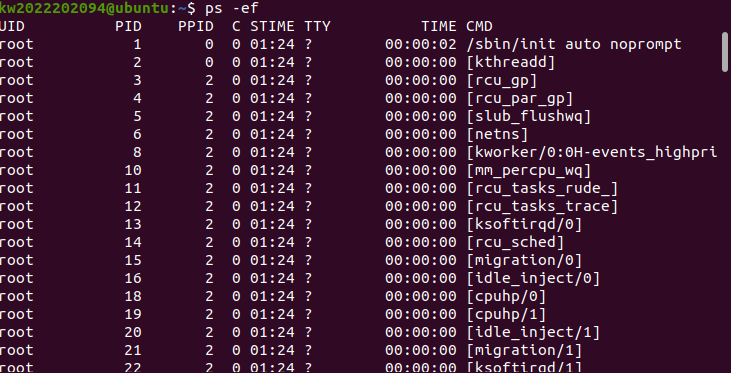 kw2022202094@ubuntu:~$ ps -ef
UID PID PPID C STIME TTY TIME CMD
root 1 0 0 01:24 ? 00:00:02 /sbin/init auto noprompt
root 2 0 0 01:24 ? 00:00:00 [kthreadd]
root 3 2 0 01:24 ? 00:00:00 [rcu_gp]
root 4 2 0 01:24 ? 00:00:00 [rcu_par_gp]
root 5 2 0 01:24 ? 00:00:00 [slub_flushwq]
root 6 2 0 01:24 ? 00:00:00 [netns]
root 8 2 0 01:24 ? 00:00:00 [kworker/0:0H-events_highpri
root 10 2 0 01:24 ? 00:00:00 [mm_percpu_wq]
root 11 2 0 01:24 ? 00:00:00 [rcu_tasks_rude_]
root 12 2 0 01:24 ? 00:00:00 [rcu_tasks_trace]
root 13 2 0 01:24 ? 00:00:00 [ksoftirqd/0]
root 14 2 0 01:24 ? 00:00:00 [rcu_sched]
root 15 2 0 01:24 ? 00:00:00 [migration/0]
root 16 2 0 01:24 ? 00:00:00 [idle_inject/0]
root 18 2 0 01:24 ? 00:00:00 [cpuhp/0]
root 19 2 0 01:24 ? 00:00:00 [cpuhp/1]
root 20 2 0 01:24 ? 00:00:00 [idle_inject/1]
root 21 2 0 01:24 ? 00:00:00 [migration/1]
root 22 2 0 01:24 ? 00:00:00 [ksoftirqd/1]